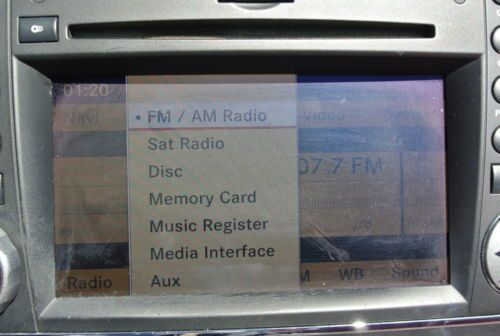 01:20
Navi
Video
• FM / AM Radio
Sat Radio
Disc
07.7 FM
Memory Card
Music Register
Media Interface
Radio
Aux
WB
Sound